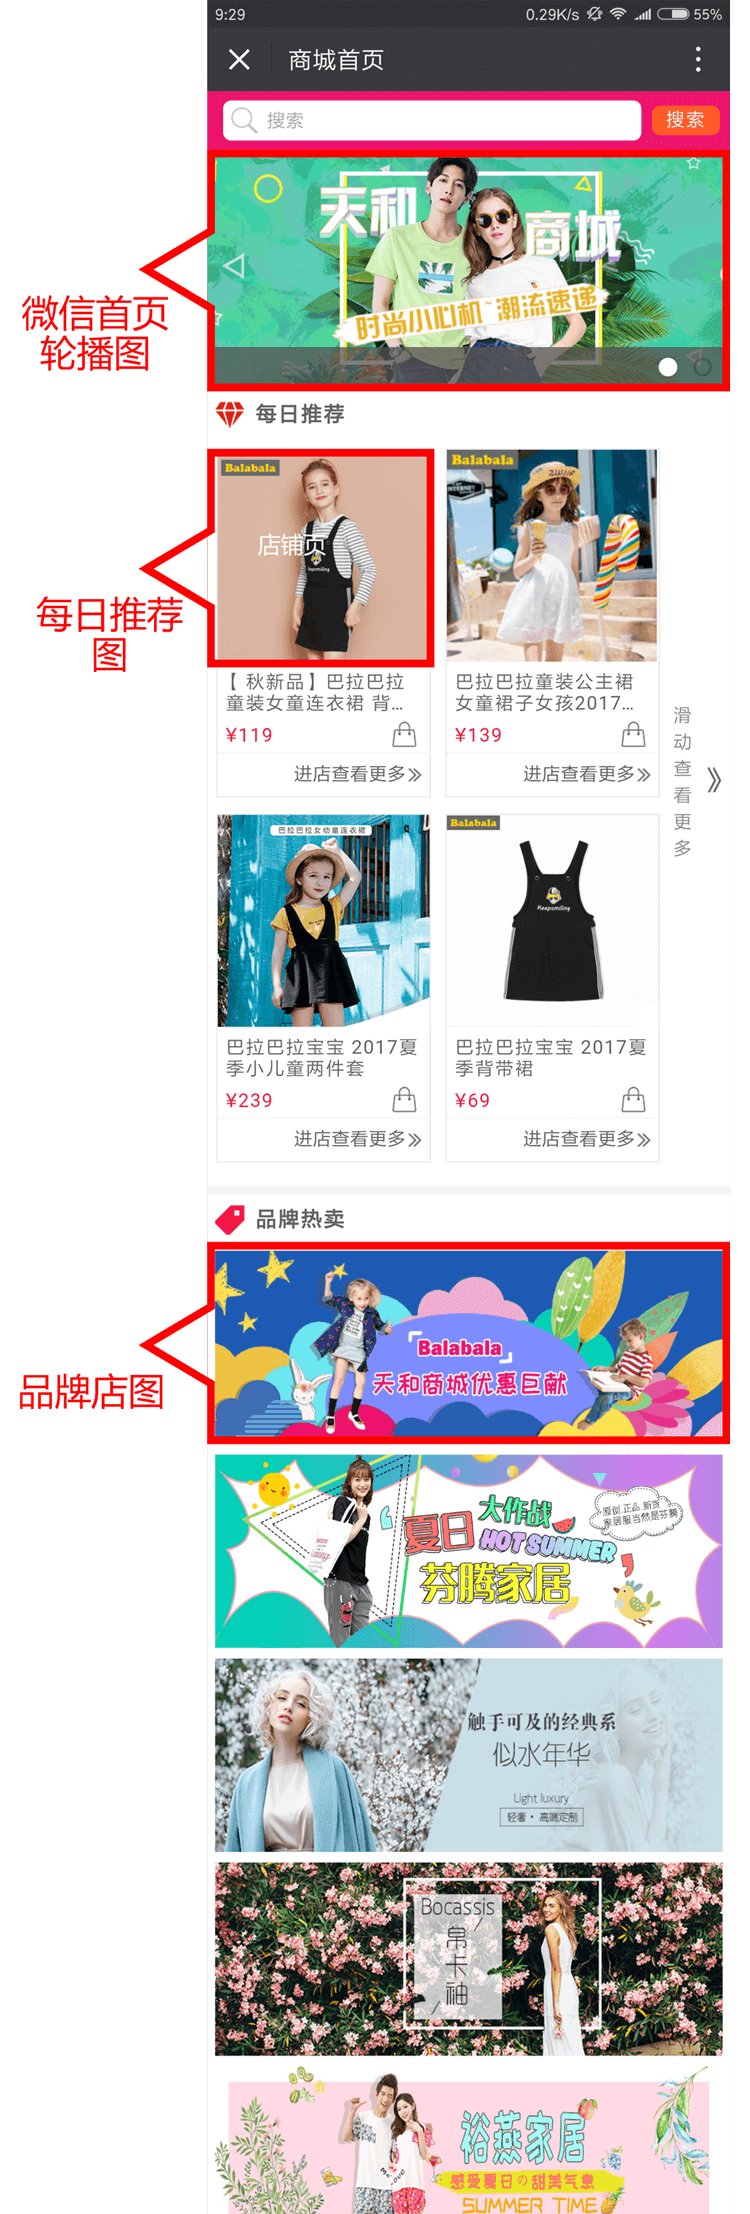 9:29
0.29K/s
55%
商城首页
搜索
搜索
天和
商城
时尚小心机~潮流速递
微信首页
轮播图
每日推荐
Balabala
店铺页
Keepsmiling
Balabala
每日推荐
图
【 秋新品】巴拉巴拉
童装女童连衣裙 背...
¥119
进店查看更多
巴拉巴拉童装公主裙
女童裙子女孩2017...
¥139
进店查看更多
滑动查看更多
巴拉巴拉女幼童连衣裙
Balabala
Keepsmiling
巴拉巴拉宝宝 2017夏
季小儿童两件套
¥239
进店查看更多
巴拉巴拉宝宝 2017夏
季背带裙
¥69
进店查看更多
品牌热卖
Balabala
天和商城优惠巨献
品牌店图
夏日
大作战
HOT SUMMER
芬腾家居
原创.正品.新货
家居服当然是芬腾
触手可及的经典系
似水年华
Light luxury
轻奢• 高端定制
Bocassis
帛卡袖
裕燕家居
感受夏日の甜美气息
SUMMER TIME